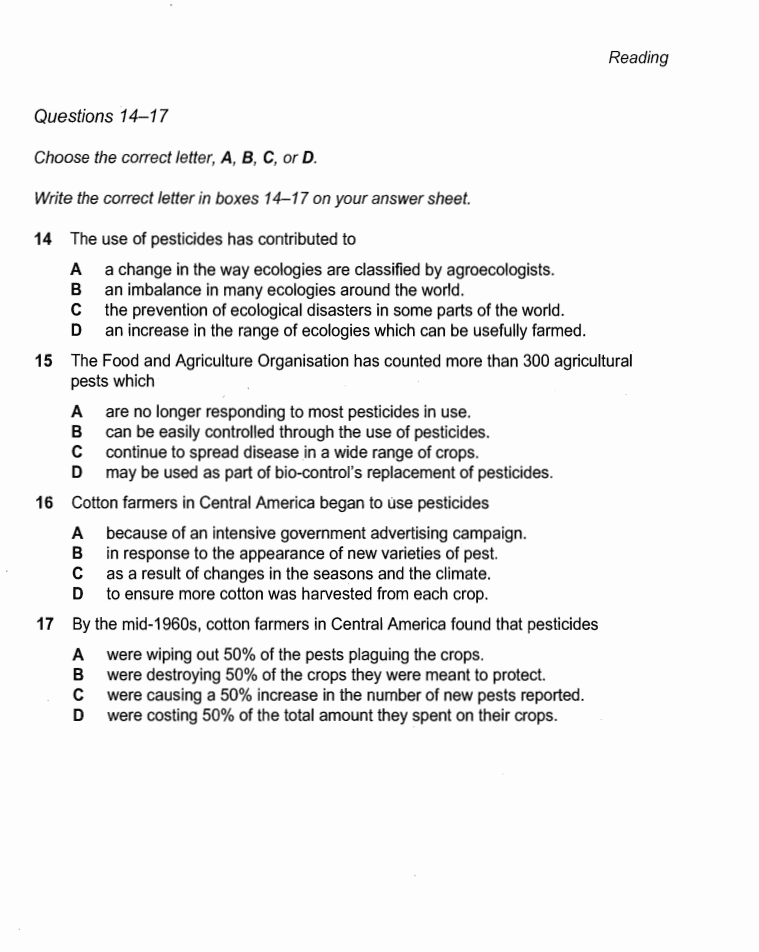 Reading
Questions 14–17
Choose the correct letter, A, B, C, or D.
Write the correct letter in boxes 14–17 on your answer sheet.
14 The use of pesticides has contributed to
A a change in the way ecologies are classified by agroecologists.
B an imbalance in many ecologies around the world.
C the prevention of ecological disasters in some parts of the world.
D an increase in the range of ecologies which can be usefully farmed.
15 The Food and Agriculture Organisation has counted more than 300 agricultural
pests which
A are no longer responding to most pesticides in use.
B can be easily controlled through the use of pesticides.
C continue to spread disease in a wide range of crops.
D may be used as part of bio-control's replacement of pesticides.
16 Cotton farmers in Central America began to use pesticides
A because of an intensive government advertising campaign.
B in response to the appearance of new varieties of pest.
C as a result of changes in the seasons and the climate.
D to ensure more cotton was harvested from each crop.
17 By the mid-1960s, cotton farmers in Central America found that pesticides
A were wiping out 50% of the pests plaguing the crops.
B were destroying 50% of the crops they were meant to protect.
C were causing a 50% increase in the number of new pests reported.
D were costing 50% of the total amount they spent on their crops.